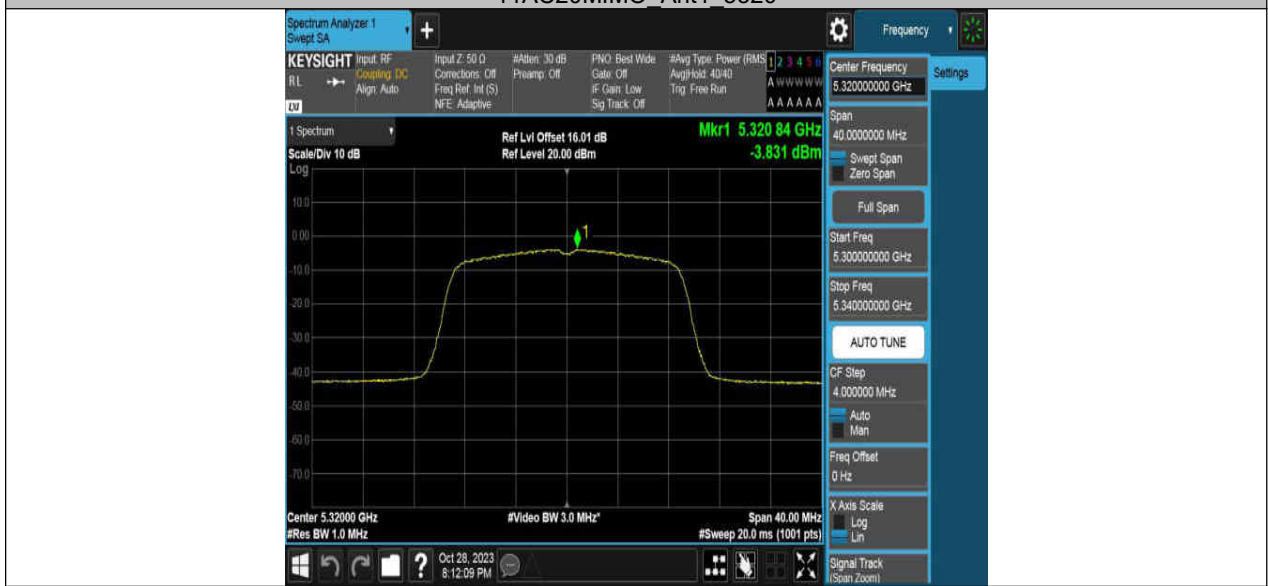 11AC20MIMO_Ant1_5320
Spectrum Analyzer 1
Swept SA
+
Frequency
KEYSIGHT
Input: RF
Coupling: DC
Align: Auto
RL
LXI
Input Z: 50 Ω
Corrections: Off
Freq Ref: Int (S)
NFE: Adaptive
#Atten: 30 dB
Preamp: Off
PNO: Best Wide
Gate: Off
IF Gain: Low
Sig Track: Off
#Avg Type: Power (RMS
Avg|Hold: 40/40
Trig: Free Run
1 2 3 4 5 6
A W W W W W
A A A A A A
1 Spectrum
Scale/Div 10 dB
Log
Ref Lvl Offset 16.01 dB
Ref Level 20.00 dBm
Mkr1 5.320 84 GHz
-3.831 dBm
10.0
0.00
-10.0
-20.0
-30.0
-40.0
-50.0
-60.0
-70.0
1
Center 5.32000 GHz
#Res BW 1.0 MHz
#Video BW 3.0 MHz*
Span 40.00 MHz
#Sweep 20.0 ms (1001 pts)
Center Frequency
5.320000000 GHz
Settings
Span
40.0000000 MHz
Swept Span
Zero Span
Full Span
Start Freq
5.300000000 GHz
Stop Freq
5.340000000 GHz
AUTO TUNE
CF Step
4.000000 MHz
Auto
Man
Freq Offset
0 Hz
X Axis Scale
Log
Lin
Signal Track
(Span Zoom)
?
Oct 28, 2023
8:12:09 PM